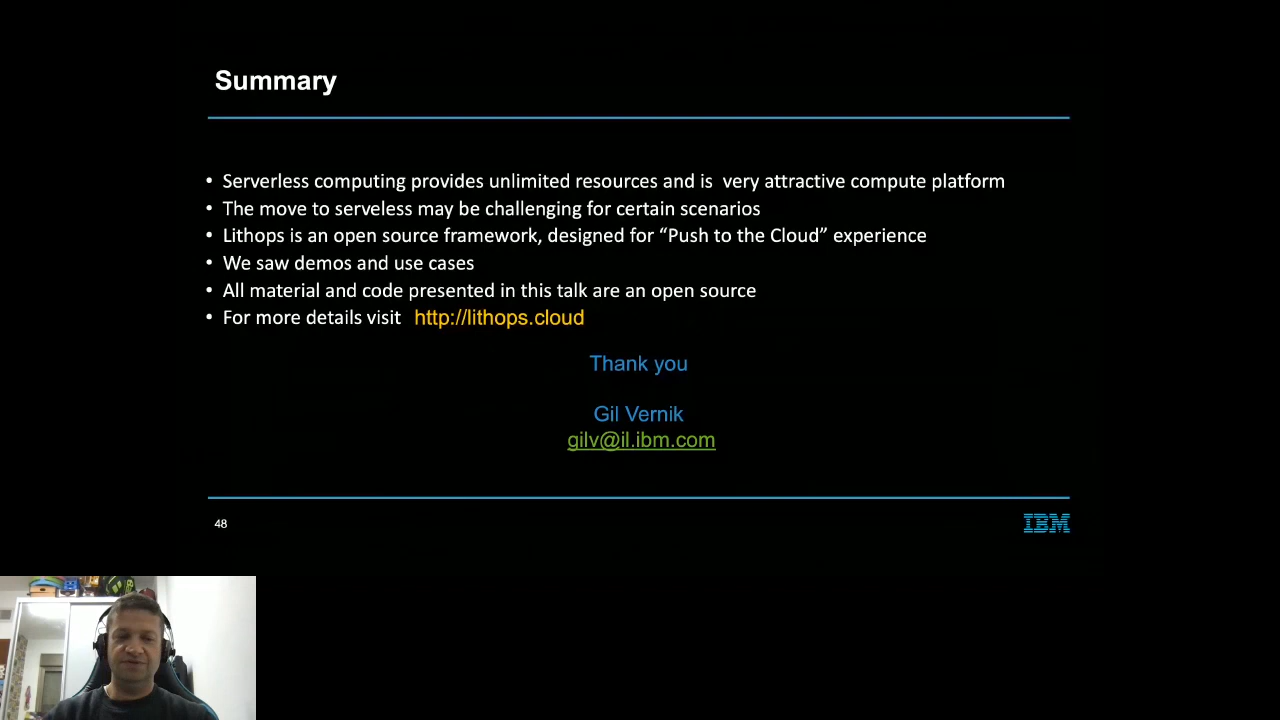 Summary
• Serverless computing provides unlimited resources and is  very attractive compute platform
• The move to serveless may be challenging for certain scenarios
• Lithops is an open source framework, designed for “Push to the Cloud” experience
• We saw demos and use cases
• All material and code presented in this talk are an open source
• For more details visit http://lithops.cloud
Thank you
Gil Vernik
gilv@il.ibm.com
48
IBM